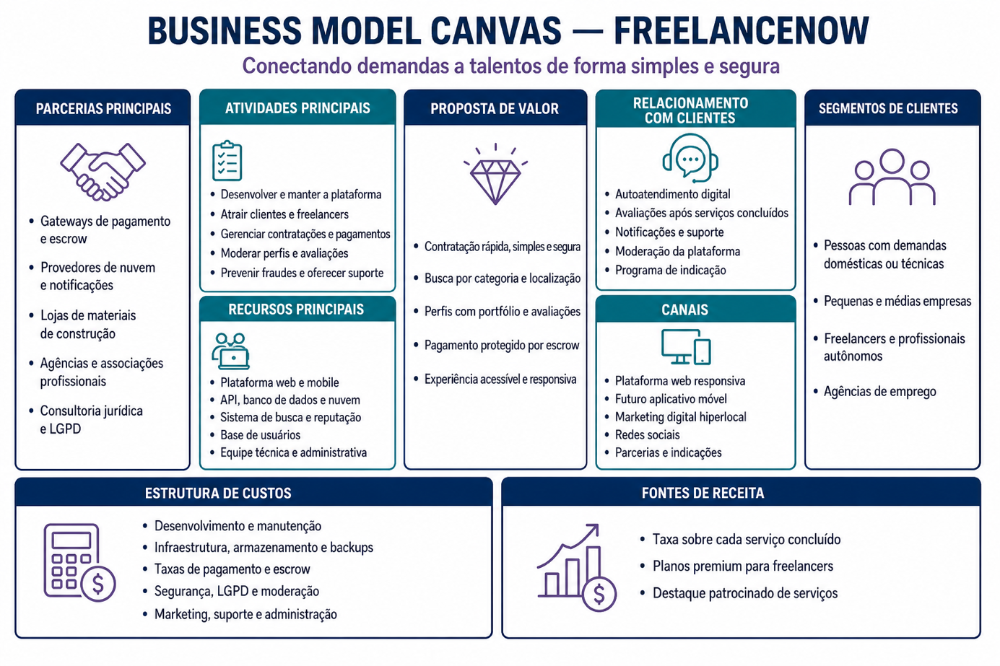 BUSINESS MODEL CANVAS — FREELANCENOW
Conectando demandas a talentos de forma simples e segura
PARCERIAS PRINCIPAIS
• Gateways de pagamento
e escrow
• Provedores de nuvem
e notificações
• Lojas de materiais
de construção
• Agências e associações
profissionais
• Consultoria jurídica
e LGPD
ATIVIDADES PRINCIPAIS
• Desenvolver e manter a plataforma
• Atrair clientes e freelancers
• Gerenciar contratações e pagamentos
• Moderar perfis e avaliações
• Prevenir fraudes e oferecer suporte
RECURSOS PRINCIPAIS
• Plataforma web e mobile
• API, banco de dados e nuvem
• Sistema de busca e reputação
• Base de usuários
• Equipe técnica e administrativa
PROPOSTA DE VALOR
• Contratação rápida, simples e segura
• Busca por categoria e localização
• Perfis com portfólio e avaliações
• Pagamento protegido por escrow
• Experiência acessível e responsiva
RELACIONAMENTO
COM CLIENTES
• Autoatendimento digital
• Avaliações após serviços concluídos
• Notificações e suporte
• Moderação da plataforma
• Programa de indicação
CANAIS
• Plataforma web responsiva
• Futuro aplicativo móvel
• Marketing digital hiperlocal
• Redes sociais
• Parcerias e indicações
SEGMENTOS DE CLIENTES
• Pessoas com demandas
domésticas ou técnicas
• Pequenas e médias empresas
• Freelancers e profissionais
autônomos
• Agências de emprego
ESTRUTURA DE CUSTOS
$
• Desenvolvimento e manutenção
• Infraestrutura, armazenamento e backups
• Taxas de pagamento e escrow
• Segurança, LGPD e moderação
• Marketing, suporte e administração
FONTES DE RECEITA
$
• Taxa sobre cada serviço concluído
• Planos premium para freelancers
• Destaque patrocinado de serviços